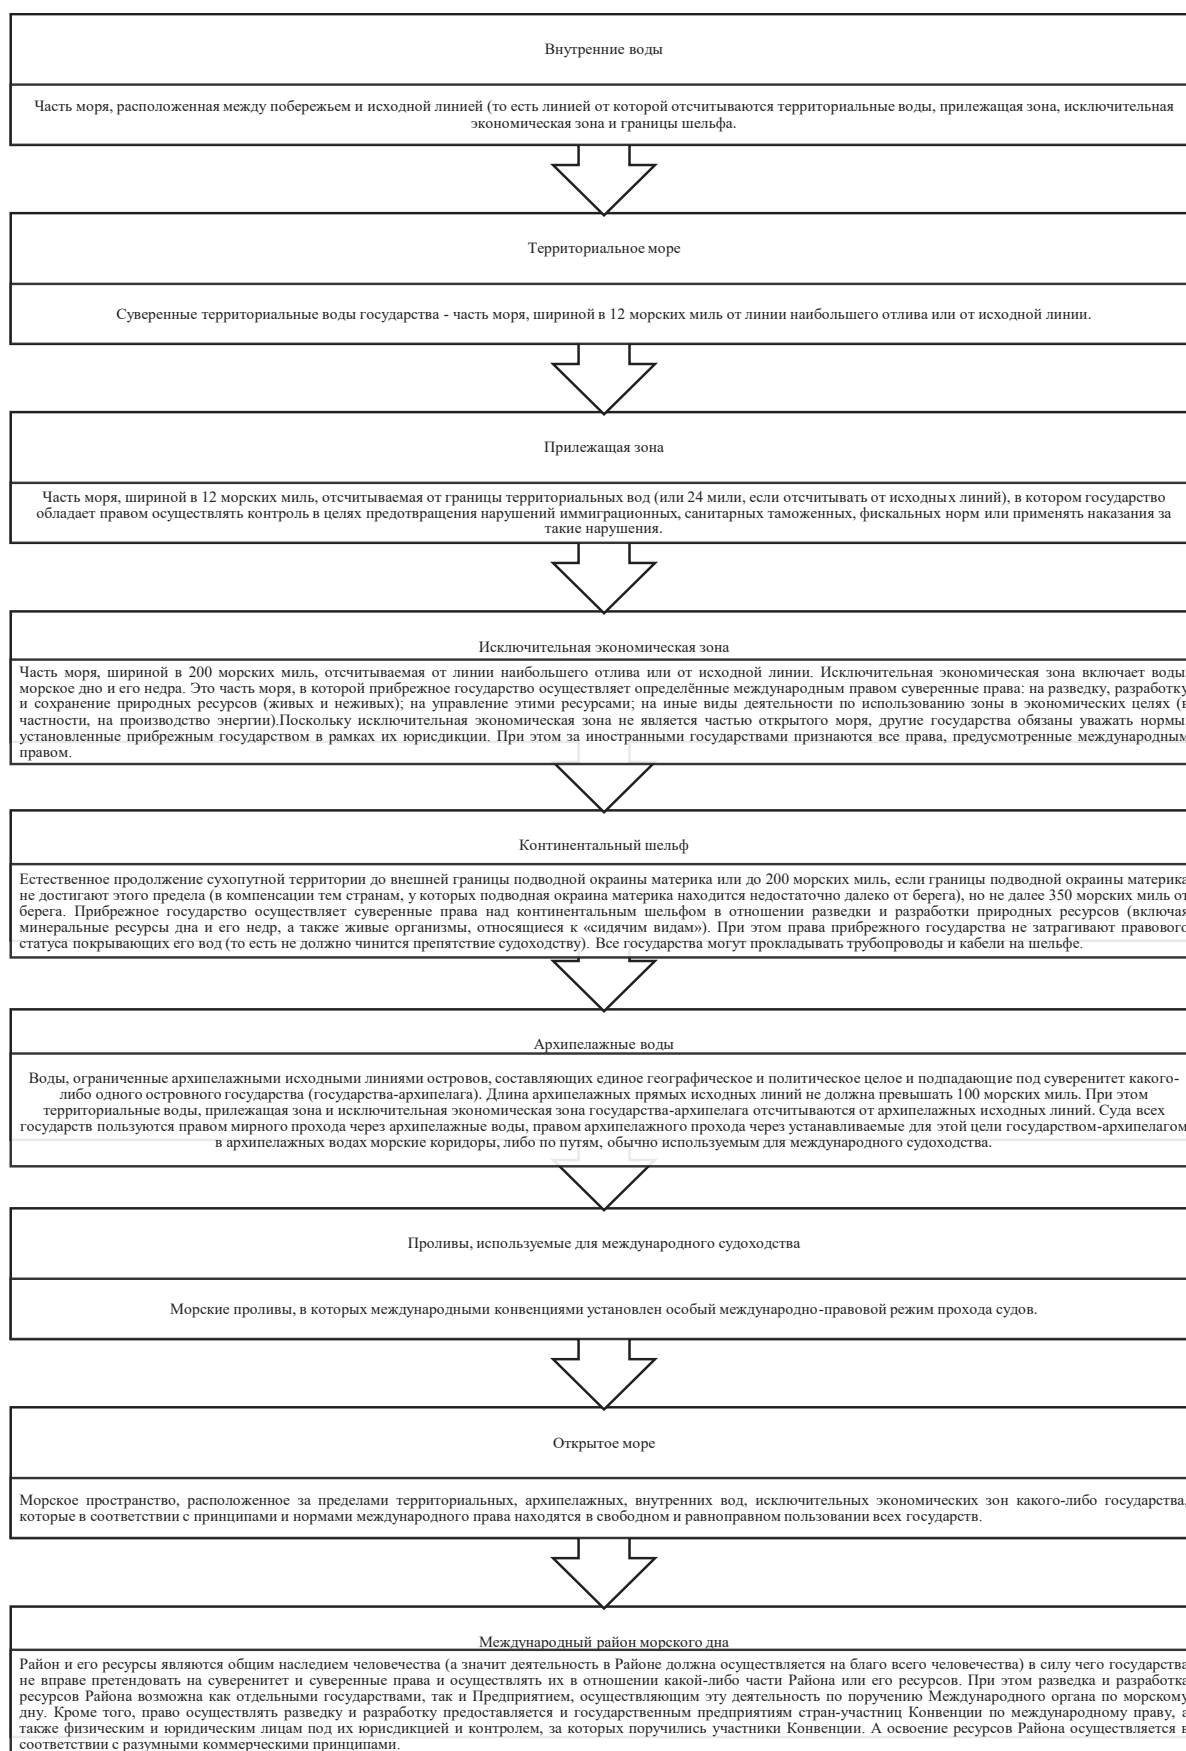 Внутренние воды
Часть моря, расположенная между побережьем и исходной линией (то есть линией от которой отсчитываются территориальные воды, прилежащая зона, исключительная
экономическая зона и границы шельфа.
Территориальное море
Суверенные территориальные воды государства - часть моря, шириной в 12 морских миль от линии наибольшего отлива или от исходной линии.
Прилежащая зона
Часть моря, шириной в 12 морских миль, отсчитываемая от границы территориальных вод (или 24 мили, если отсчитывать от исходных линий), в котором государство
обладает правом осуществлять контроль в целях предотвращения нарушений иммиграционных, санитарных таможенных, фискальных норм или применять наказания за
такие нарушения.
Исключительная экономическая зона
Часть моря, шириной в 200 морских миль, отсчитываемая от линии наибольшего отлива или от исходной линии. Исключительная экономическая зона включает воды,
морское дно и его недра. Это часть моря, в которой прибрежное государство осуществляет определённые международным правом суверенные права: на разведку, разработку
и сохранение природных ресурсов (живых и неживых); на управление этими ресурсами; на иные виды деятельности по использованию зоны в экономических целях (в
частности, на производство энергии).Поскольку исключительная экономическая зона не является частью открытого моря, другие государства обязаны уважать нормы,
установленные прибрежным государством в рамках их юрисдикции. При этом за иностранными государствами признаются все права, предусмотренные международным
правом.
Континентальный шельф
Естественное продолжение сухопутной территории до внешней границы подводной окраины материка или до 200 морских миль, если границы подводной окраины материка
не достигают этого предела (в компенсации тем странам, у которых подводная окраина материка находится недостаточно далеко от берега), но не далее 350 морских миль от
берега. Прибрежное государство осуществляет суверенные права над континентальным шельфом в отношении разведки и разработки природных ресурсов (включая
минеральные ресурсы дна и его недр, а также живые организмы, относящиеся к «сидячим видам»). При этом права прибрежного государства не затрагивают правового
статуса покрывающих его вод (то есть не должно чинится препятствие судоходству). Все государства могут прокладывать трубопроводы и кабели на шельфе.
Архипелажные воды
Воды, ограниченные архипелажными исходными линиями островов, составляющих единое географическое и политическое целое и подпадающие под суверенитет какого-
либо одного островного государства (государства-архипелага). Длина архипелажных прямых исходных линий не должна превышать 100 морских миль. При этом
территориальные воды, прилежащая зона и исключительная экономическая зона государства-архипелага отсчитываются от архипелажных исходных линий. Суда всех
государств пользуются правом мирного прохода через архипелажные воды, правом архипелажного прохода через устанавливаемые для этой цели государством-архипелагом
в архипелажных водах морские коридоры, либо по путям, обычно используемым для международного судоходства.
Проливы, используемые для международного судоходства
Морские проливы, в которых международными конвенциями установлен особый международно-правовой режим прохода судов.
Открытое море
Морское пространство, расположенное за пределами территориальных, архипелажных, внутренних вод, исключительных экономических зон какого-либо государства,
которые в соответствии с принципами и нормами международного права находятся в свободном и равноправном пользовании всех государств.
Международный район морского дна
Район и его ресурсы являются общим наследием человечества (а значит деятельность в Районе должна осуществляется на благо всего человечества) в силу чего государства
не вправе претендовать на суверенитет и суверенные права и осуществлять их в отношении какой-либо части Района или его ресурсов. При этом разведка и разработка
ресурсов Района возможна как отдельными государствами, так и Предприятием, осуществляющим эту деятельность по поручению Международного органа по морскому
дну. Кроме того, право осуществлять разведку и разработку предоставляется и государственным предприятиям стран-участниц Конвенции по международному праву, а
также физическим и юридическим лицам под их юрисдикцией и контролем, за которых поручились участники Конвенции. А освоение ресурсов Района осуществляется в
соответствии с разумными коммерческими принципами.